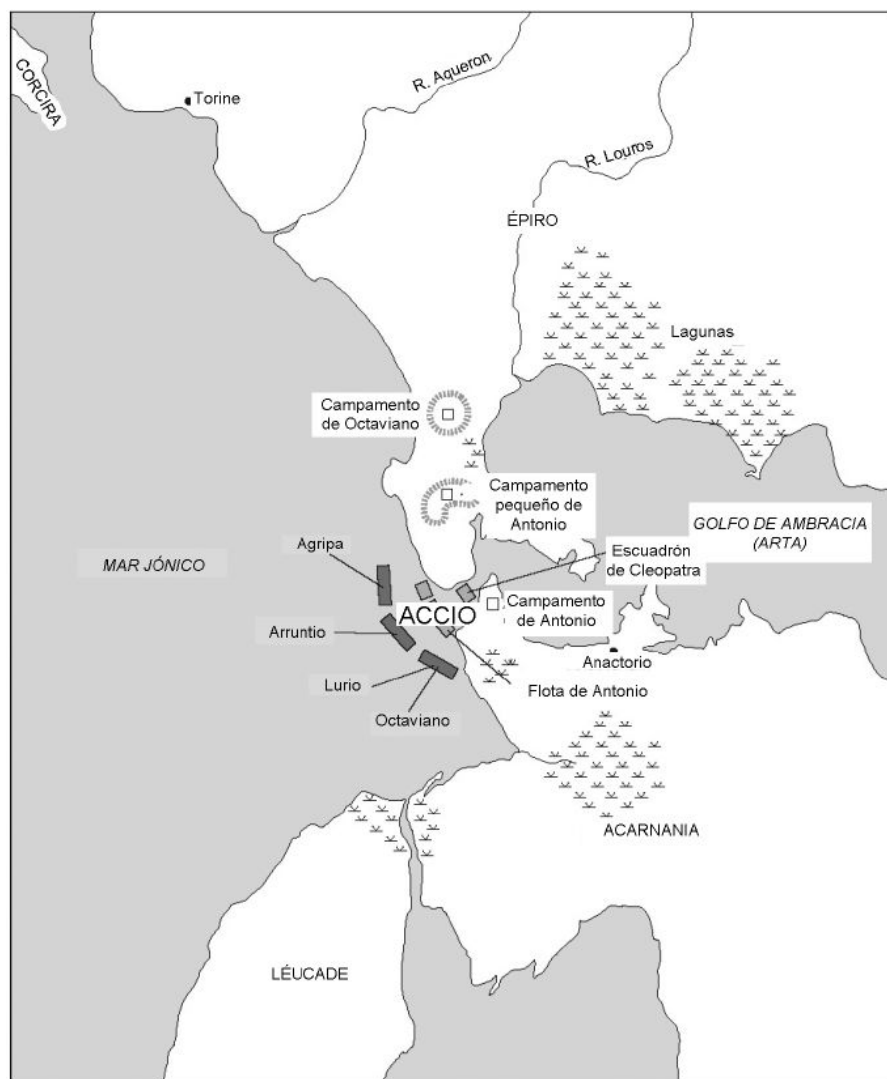 CORCIRA
Torine
R. Aqueron
R. Louros
ÉPIRO
Lagunas
Campamento
de Octaviano
Campamento
pequeño de
Antonio
GOLFO DE AMBRACIA
(ARTA)
Agripa
MAR JÓNICO
Escuadrón
de Cleopatra
ACCIO
Campamento
de Antonio
Arruntio
Anactorio
Lurio
Flota de Antonio
Octaviano
ACARNANIA
LÉUCADE